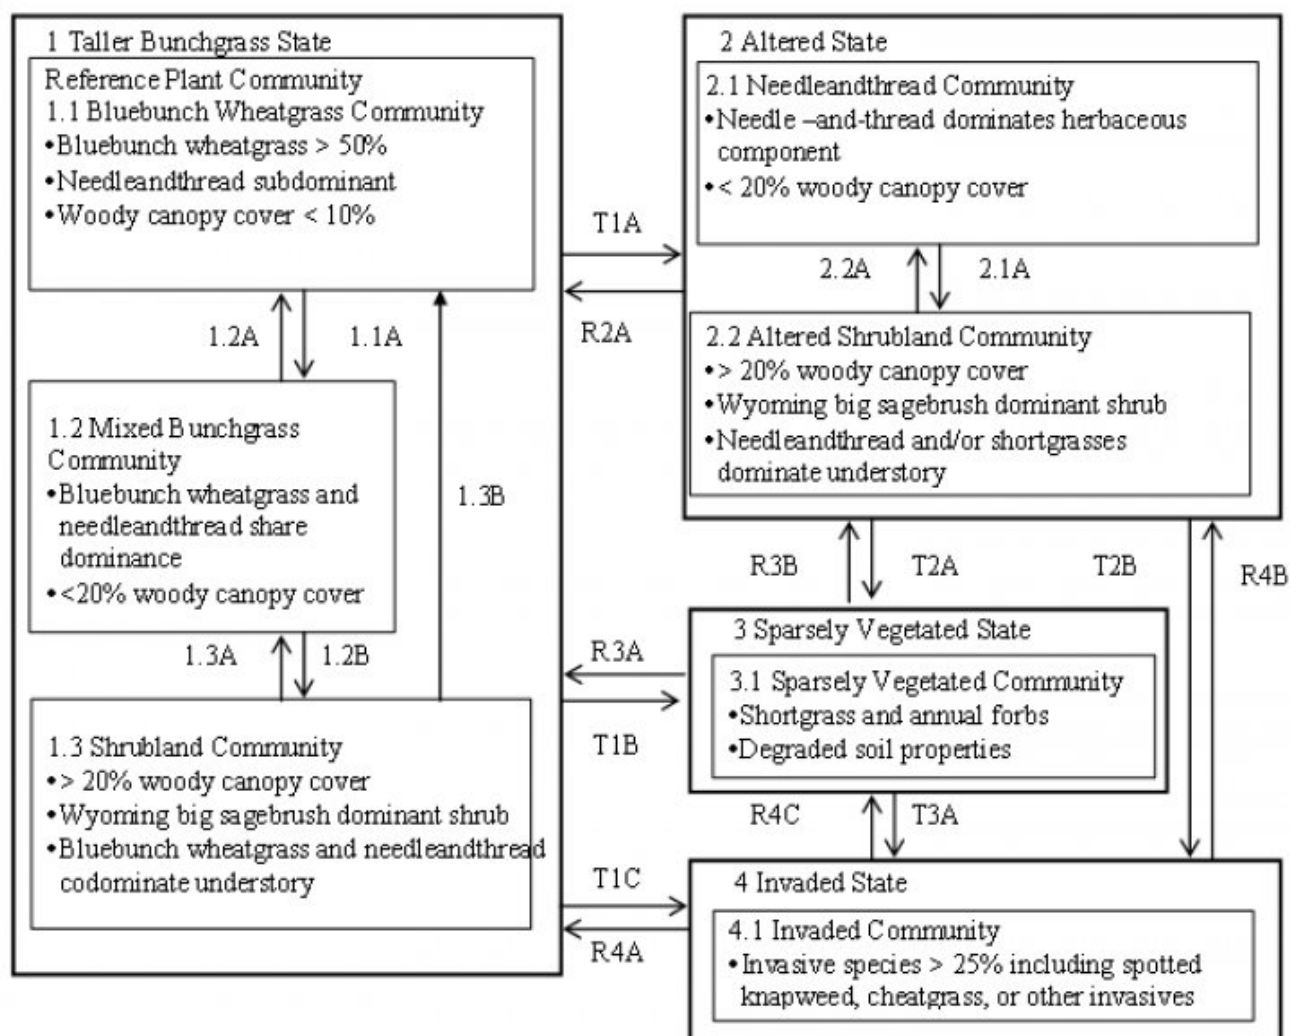 1 Taller Bunchgrass State
Reference Plant Community
1.1 Bluebunch Wheatgrass Community
•Bluebunch wheatgrass > 50%
•Needleandthread subdominant
•Woody canopy cover < 10%
1.2A
1.1A
1.2 Mixed Bunchgrass
Community
•Bluebunch wheatgrass and
needleandthread share
dominance
•<20% woody canopy cover
1.3B
1.3A
1.2B
1.3 Shrubland Community
•> 20% woody canopy cover
•Wyoming big sagebrush dominant shrub
•Bluebunch wheatgrass and needleandthread
codominate understory
T1A
R2A
R3A
T1B
T1C
R4A
2 Altered State
2.1 Needleandthread Community
•Needle –and-thread dominates herbaceous
component
•< 20% woody canopy cover
2.2A
2.1A
2.2 Altered Shrubland Community
•> 20% woody canopy cover
•Wyoming big sagebrush dominant shrub
•Needleandthread and/or shortgrasses
dominate understory
R3B
T2A
T2B
R4B
3 Sparsely Vegetated State
3.1 Sparsely Vegetated Community
•Shortgrass and annual forbs
•Degraded soil properties
R4C
T3A
4 Invaded State
4.1 Invaded Community
•Invasive species > 25% including spotted
knapweed, cheatgrass, or other invasives